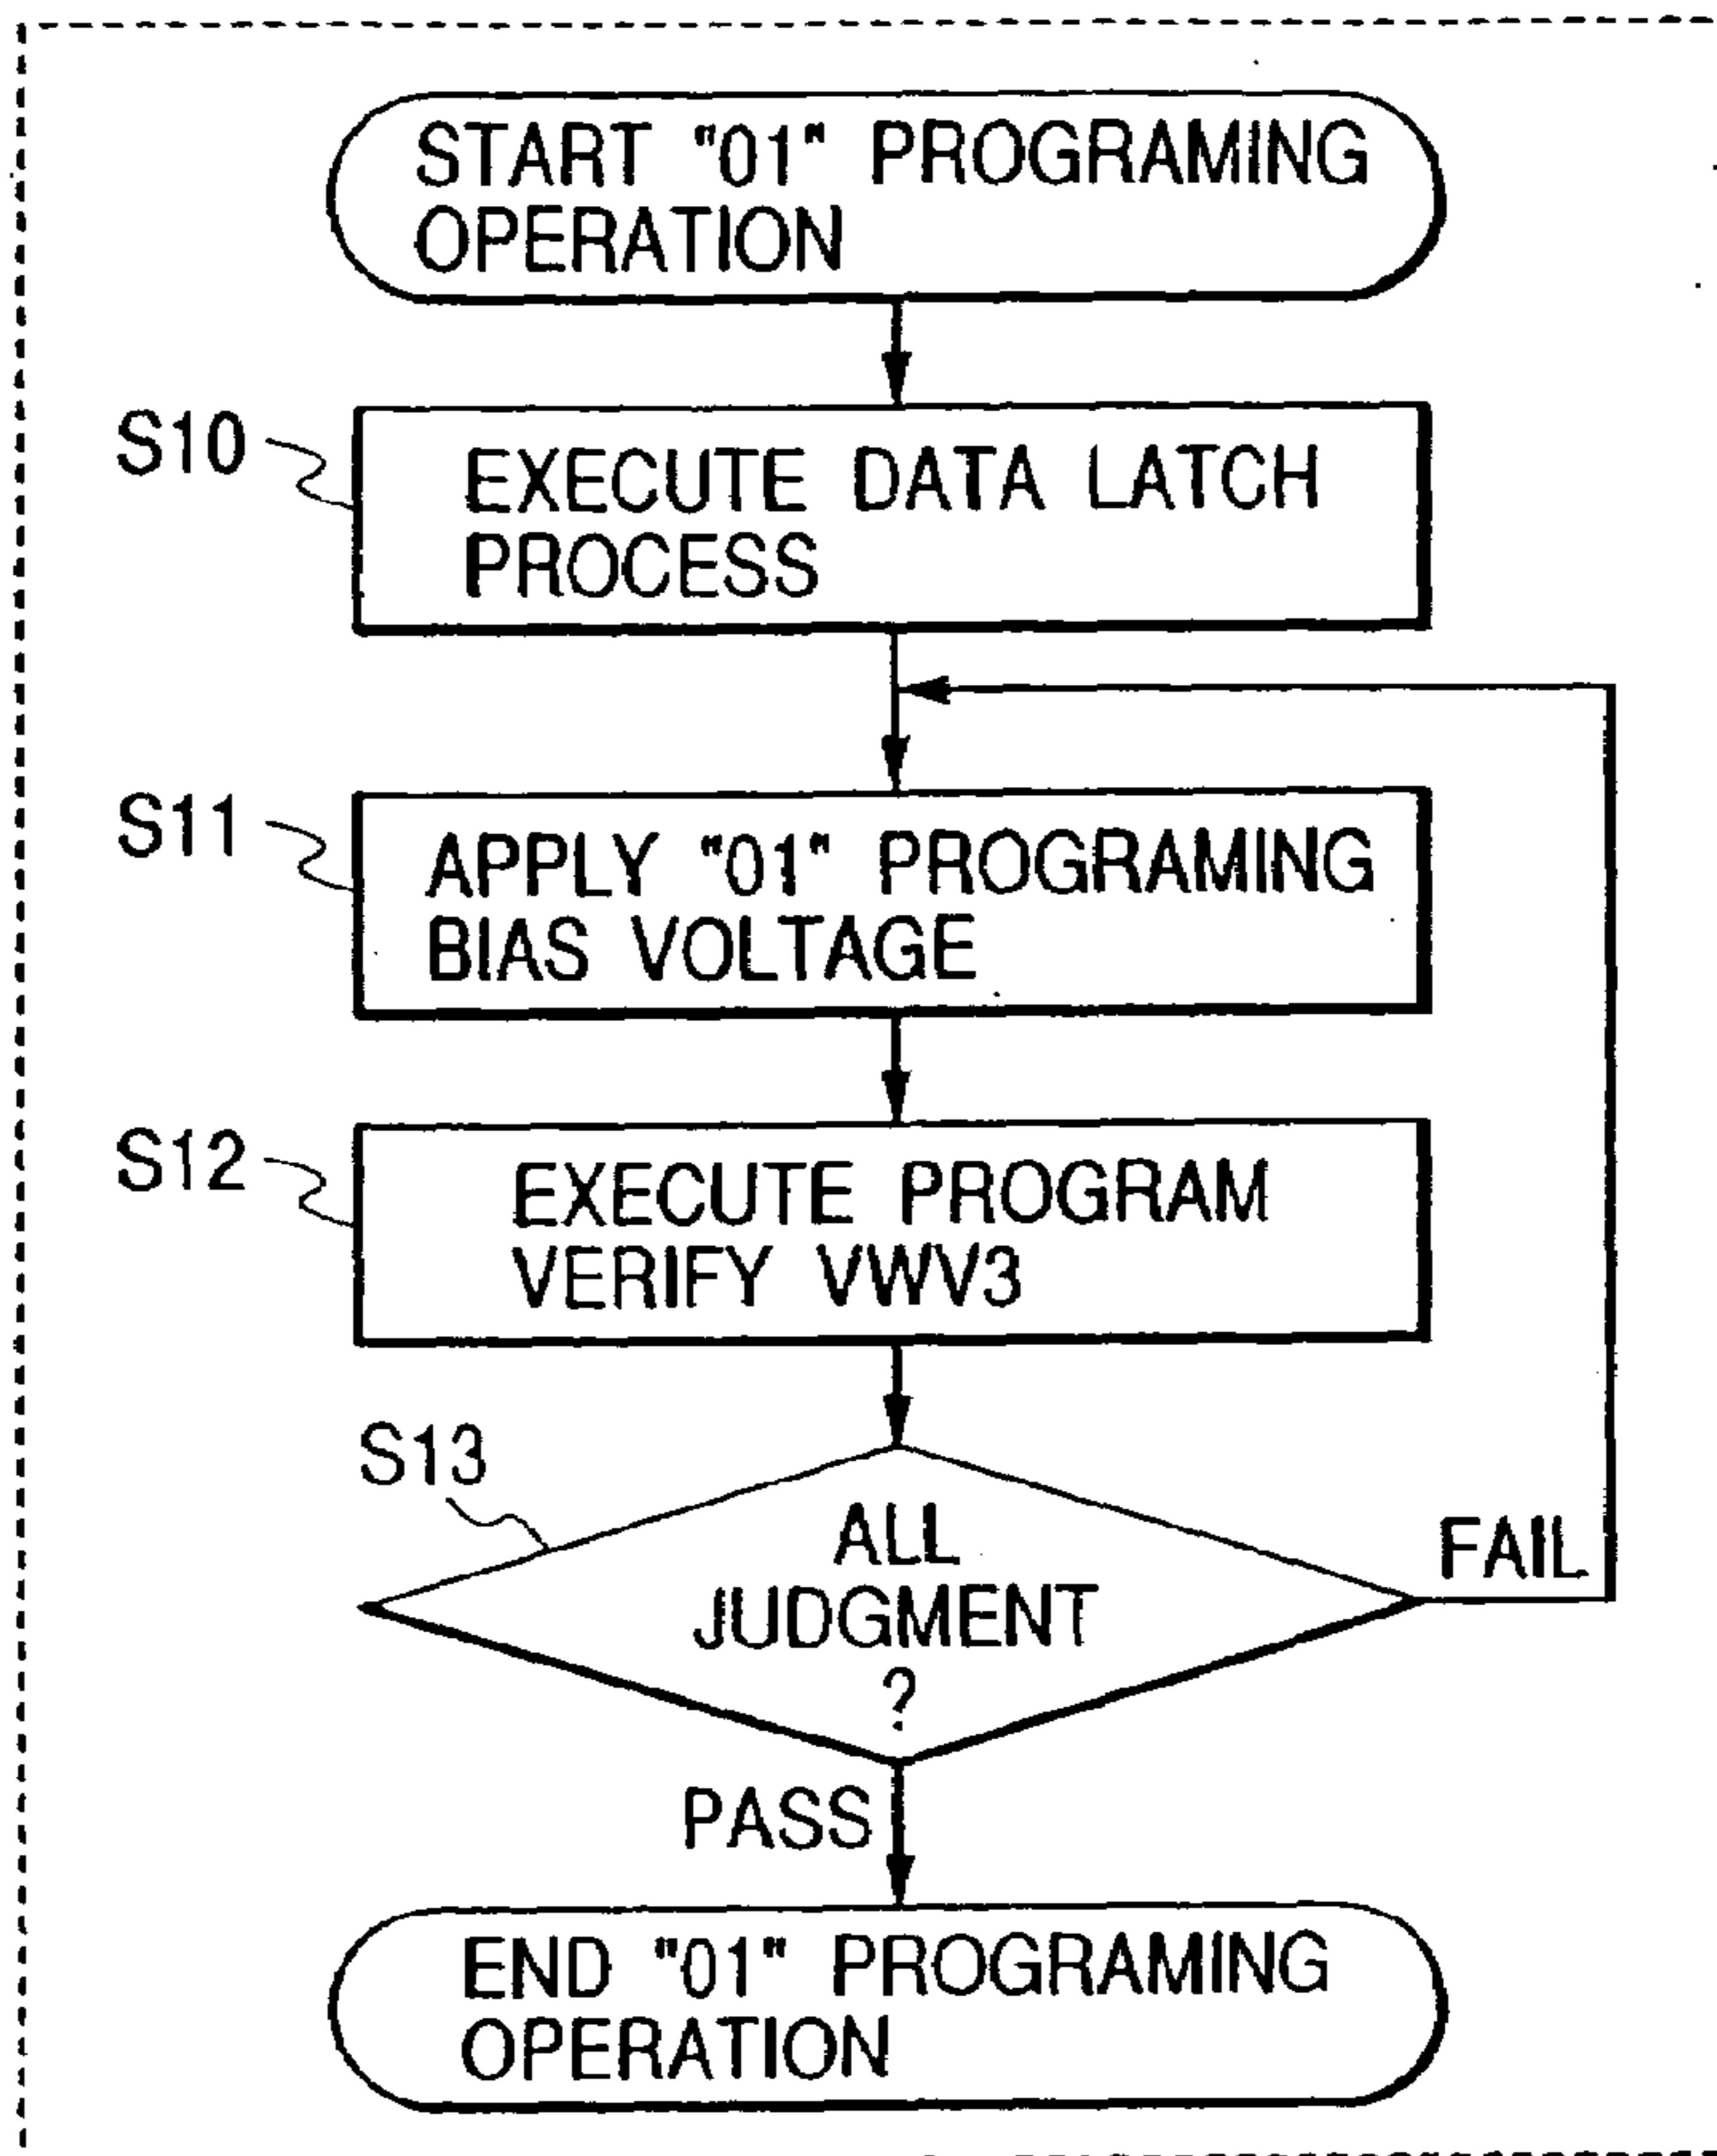 START "01" PROGRAMING
OPERATION
S10
EXECUTE DATA LATCH
PROCESS
S11
APPLY "01" PROGRAMING
BIAS VOLTAGE
S12
EXECUTE PROGRAM
VERIFY VWV3
S13
ALL
JUDGMENT
?
FAIL
PASS
END "01" PROGRAMING
OPERATION